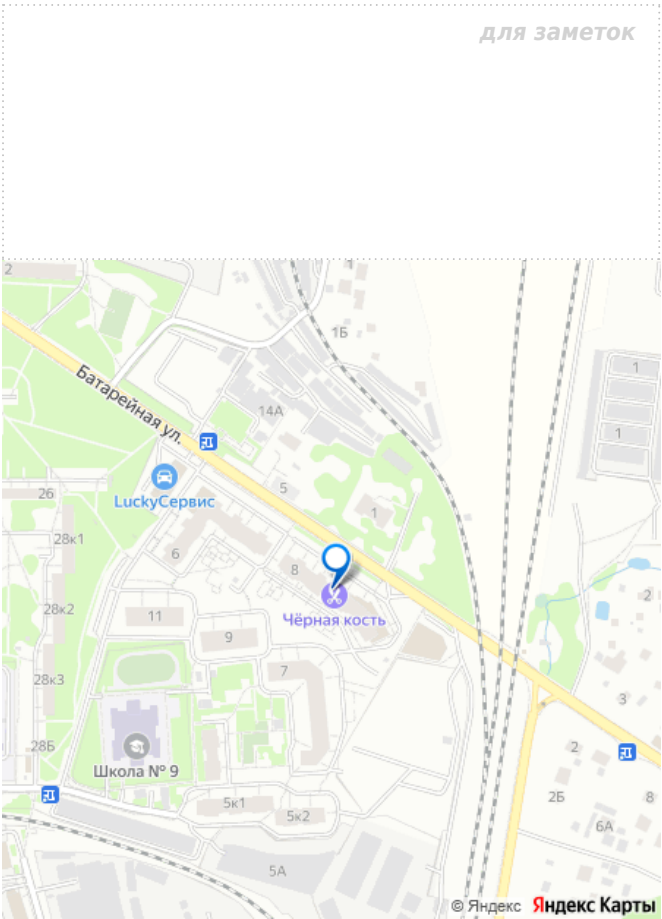 для заметок
2
1
1Б
Батарейная ул.
14А
1
1
LuckyСервис
5
26
1
28к1
6
8
28к2
11
Чёрная кость
2
9
7
28к3
3
28Б
Школа № 9
2
2Б
8
5к1
5к2
6А
5А
© Яндекс Яндекс Карты